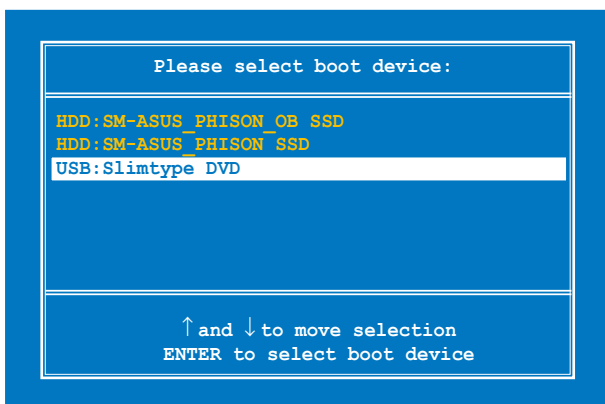 Please select boot device:
HDD:SM-ASUS_PHISON_OB SSD
HDD:SM-ASUS_PHISON SSD
USB:Slimtype DVD
↑ and ↓ to move selection
ENTER to select boot device